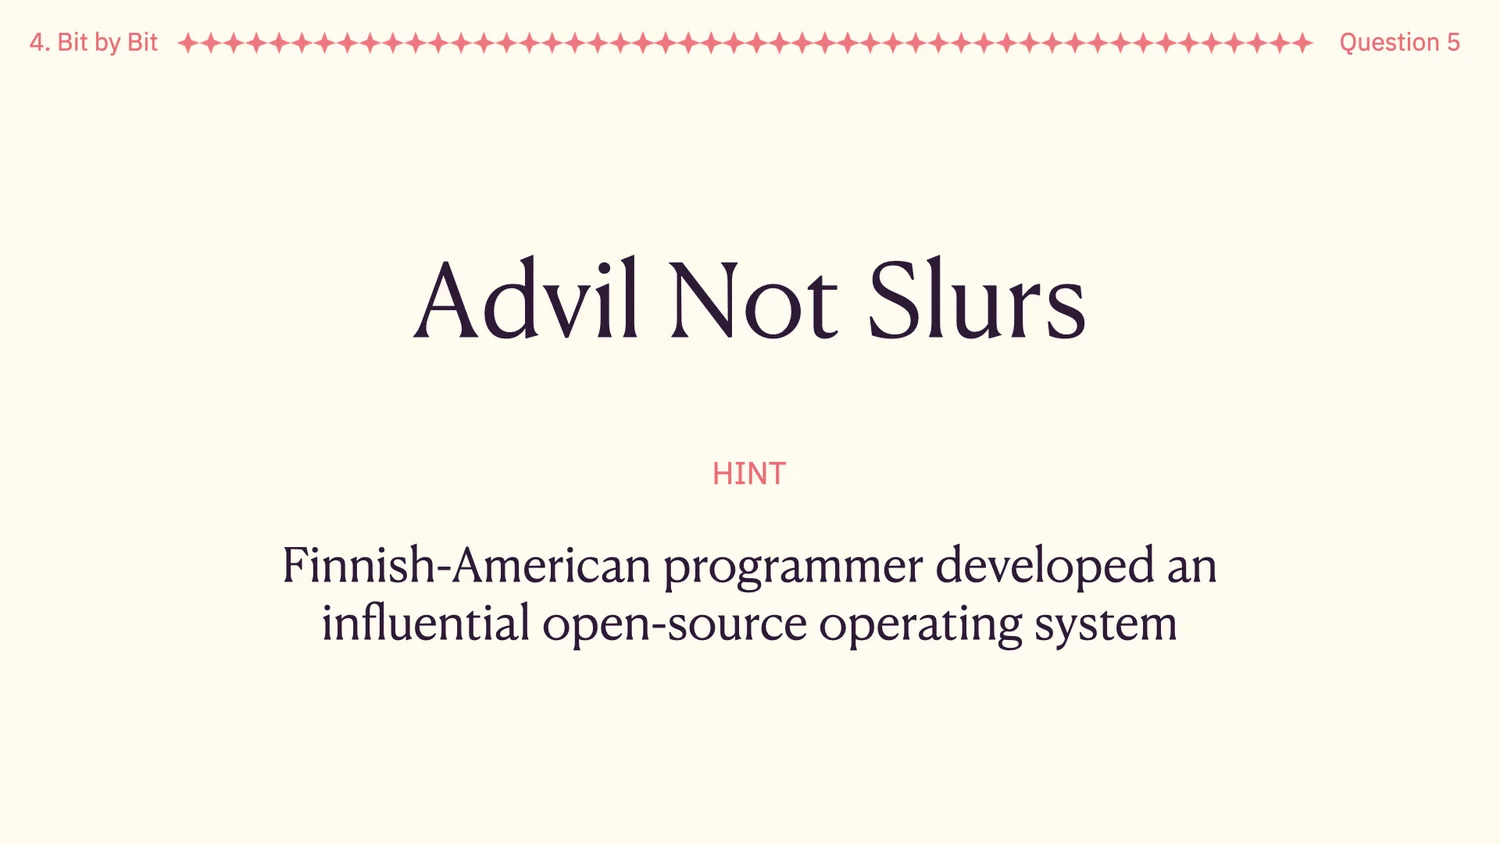 4. Bit by Bit
Question 5
Advil Not Slurs
HINT
Finnish-American programmer developed an
influential open-source operating system